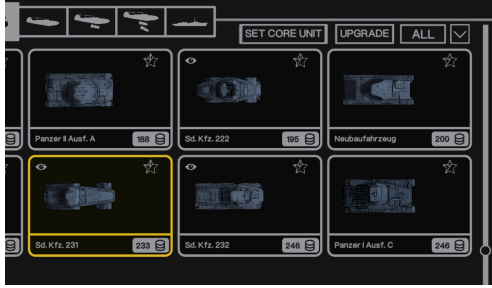 SET CORE UNIT UPGRADE ALL
Panzer II Ausf. A 188
Sd. Kfz. 222 195
Neubaufahrzeug 200
Sd. Kfz. 231 233
Sd. Kfz. 232 246
Panzer I Ausf. C 246